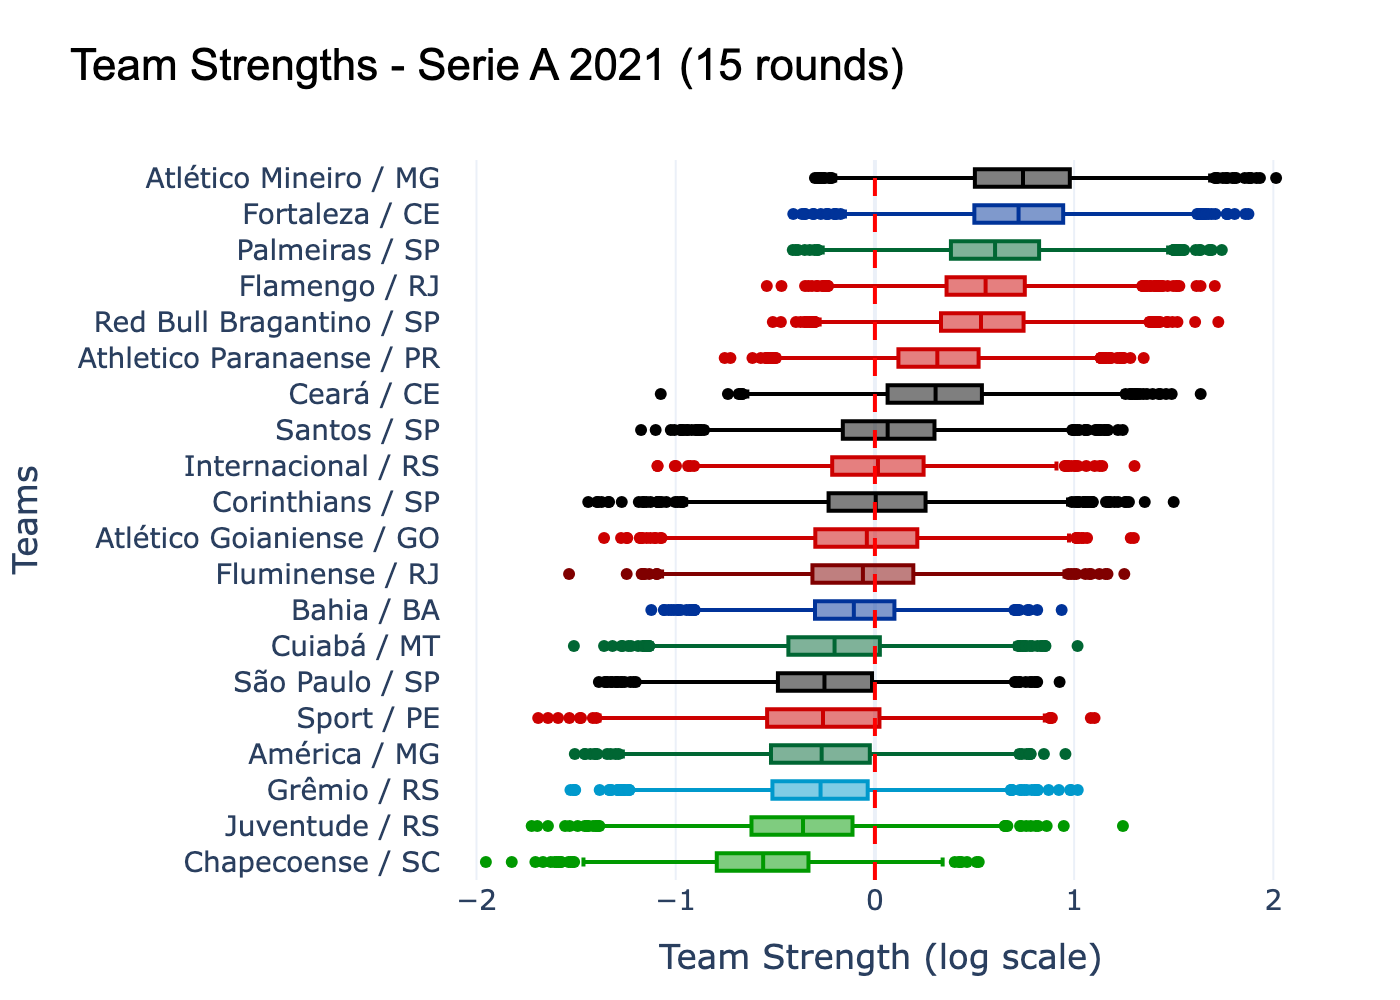 Team Strengths - Serie A 2021 (15 rounds)
Teams
Atlético Mineiro / MG
Fortaleza / CE
Palmeiras / SP
Flamengo / RJ
Red Bull Bragantino / SP
Athletico Paranaense / PR
Ceará / CE
Santos / SP
Internacional / RS
Corinthians / SP
Atlético Goianiense / GO
Fluminense / RJ
Bahia / BA
Cuiabá / MT
São Paulo / SP
Sport / PE
América / MG
Grêmio / RS
Juventude / RS
Chapecoense / SC
−2 −1 0 1 2
Team Strength (log scale)